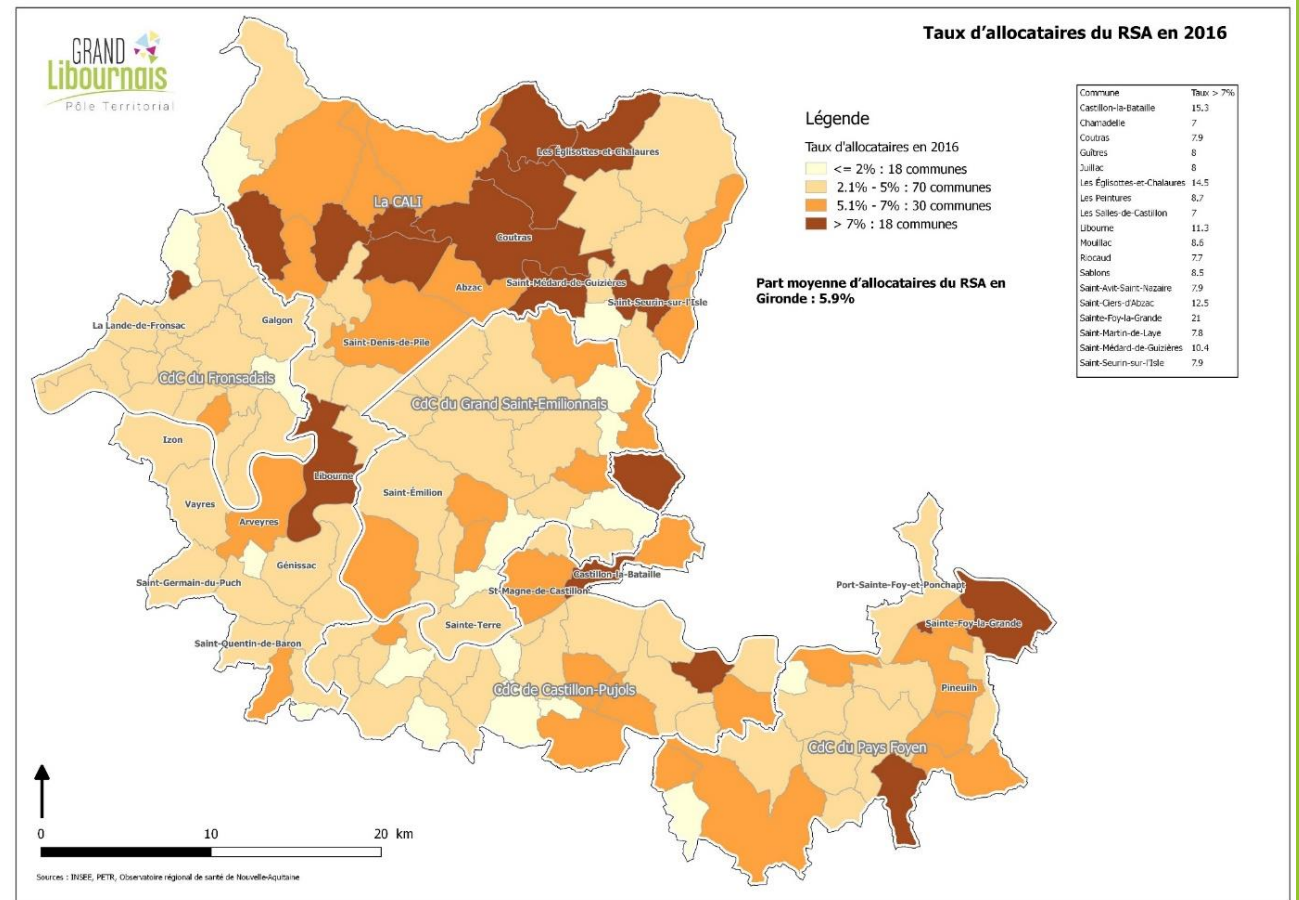 GRAND
Libournais
Pôle Territorial
Taux d'allocataires du RSA en 2016
Légende
Taux d'allocataires en 2016
<= 2% : 18 communes
2.1% - 5% : 70 communes
5.1% - 7% : 30 communes
> 7% : 18 communes
Part moyenne d'allocataires du RSA en
Gironde : 5.9%
Commune Taux > 7%
Castillon-la-Bataille 15.3
Chamadelle 7
Coutras 7.9
Guîtres 8
Juillac 8
Les Églisottes-et-Chalaures 14.5
Les Peintures 8.7
Les Salles-de-Castillon 7
Libourne 11.3
Mouillac 8.6
Riocaud 7.7
Sablons 8.5
Saint-Avit-Saint-Nazaire 7.9
Saint-Ciers-d'Abzac 12.5
Sainte-Foy-la-Grande 21
Saint-Martin-de-Laye 7.8
Saint-Médard-de-Guizières 10.4
Saint-Seurin-sur-l'Isle 7.9
Les Églisottes-et-Chalaures
La CALI
Coutras
Abzac
Saint-Médard-de-Guizières
Saint-Seurin-sur-l'Isle
La Lande-de-Fronsac
Galgon
Saint-Denis-de-Pile
CdC du Fronsadais
CdC du Grand Saint-Emilionnais
Izon
Libourne
Saint-Émilion
Vayres
Arveyres
Génissac
Saint-Germain-du-Puch
Castillon-la-Bataille
St-Magne-de-Castillon
Port-Sainte-Foy-et-Ponchapt
Sainte-Foy-la-Grande
Sainte-Terre
Saint-Quentin-de-Baron
CdC de Castillon-Pujols
Pineuilh
CdC du Pays Foyen
0 10 20 km
Sources : INSEE, PETR, Observatoire régional de santé de Nouvelle-Aquitaine